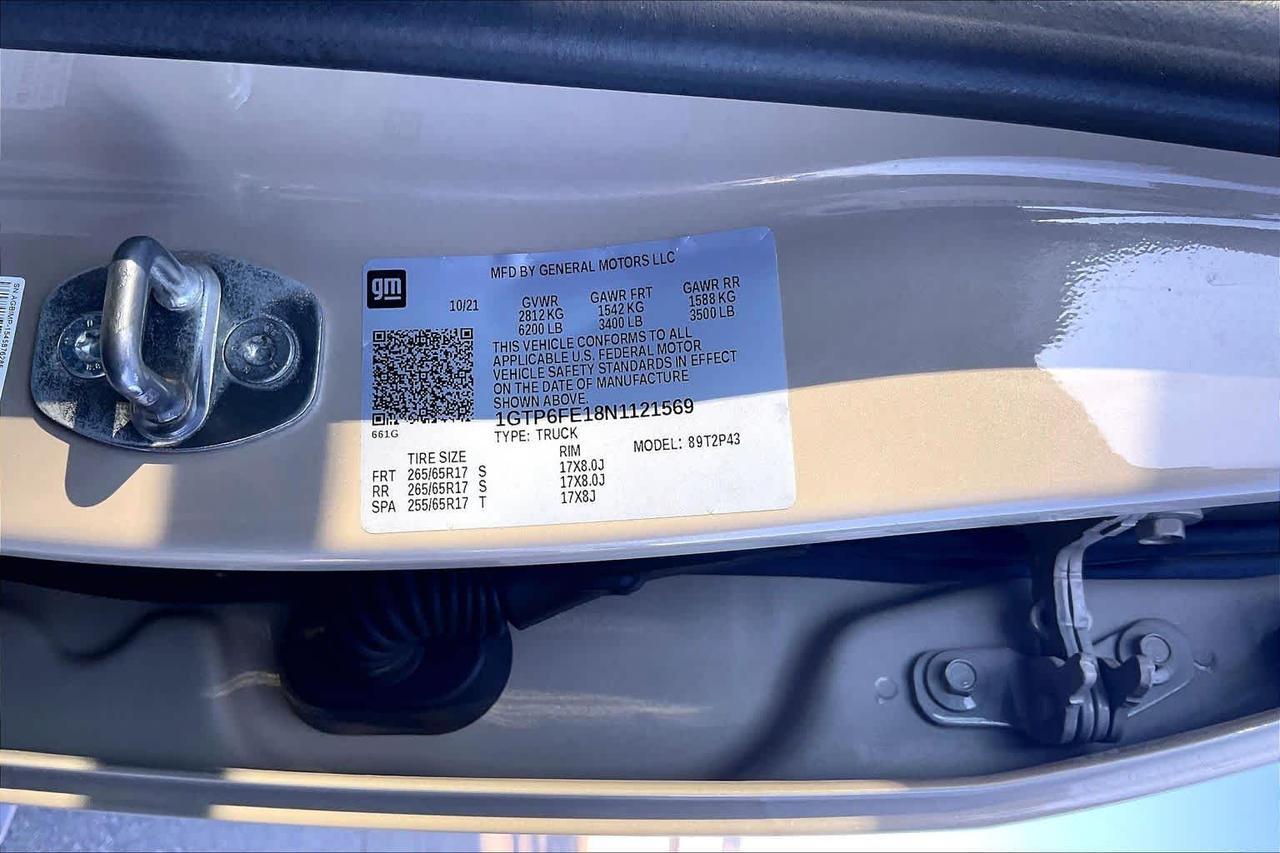 gm
MFD BY GENERAL MOTORS LLC
10/21 GVWR GAWR FRT GAWR RR
2812 KG 1542 KG 1588 KG
6200 LB 3400 LB 3500 LB
THIS VEHICLE CONFORMS TO ALL
APPLICABLE U.S. FEDERAL MOTOR
VEHICLE SAFETY STANDARDS IN EFFECT
ON THE DATE OF MANUFACTURE
SHOWN ABOVE.
1GTP6FE18N1121569
661G
TYPE: TRUCK MODEL: 89T2P43
TIRE SIZE RIM
FRT 265/65R17 S 17X8.0J
RR 265/65R17 S 17X8.0J
SPA 255/65R17 T 17X8J